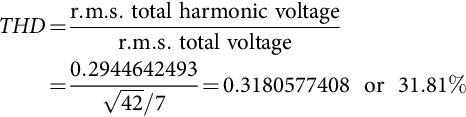 THD = r.m.s. total harmonic voltage / r.m.s. total voltage
= 0.2944642493 / √42/7 = 0.3180577408 or 31.81%